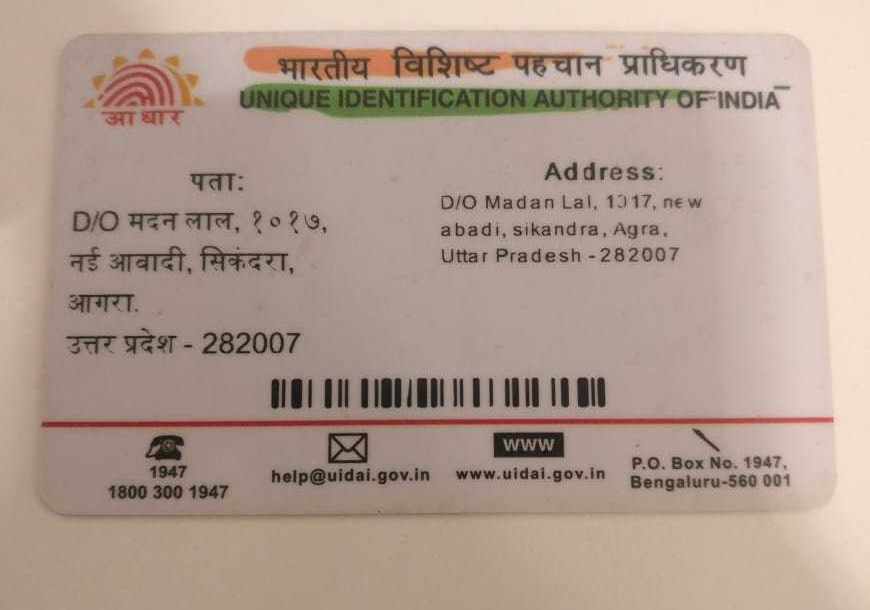 भारतीय विशिष्ट पहचान प्राधिकरण
UNIQUE IDENTIFICATION AUTHORITY OF INDIA
आधार
पता:
D/O मदन लाल, १०१७,
नई आवादी, सिकंदरा,
आगरा.
उत्तर प्रदेश - 282007
Address:
D/O Madan Lal, 1017, new
abadi, sikandra, Agra,
Uttar Pradesh - 282007
1947
1800 300 1947
help@uidai.gov.in
www
www.uidai.gov.in
P.O. Box No. 1947,
Bengaluru-560 001